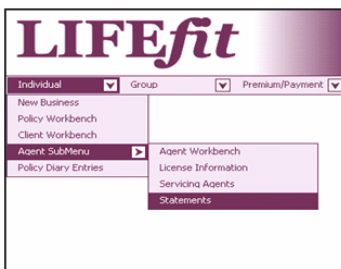 LIFEfit
Individual Group Premium/Payment
New Business
Policy Workbench
Client Workbench
Agent SubMenu
Policy Diary Entries
Agent Workbench
License Information
Servicing Agents
Statements